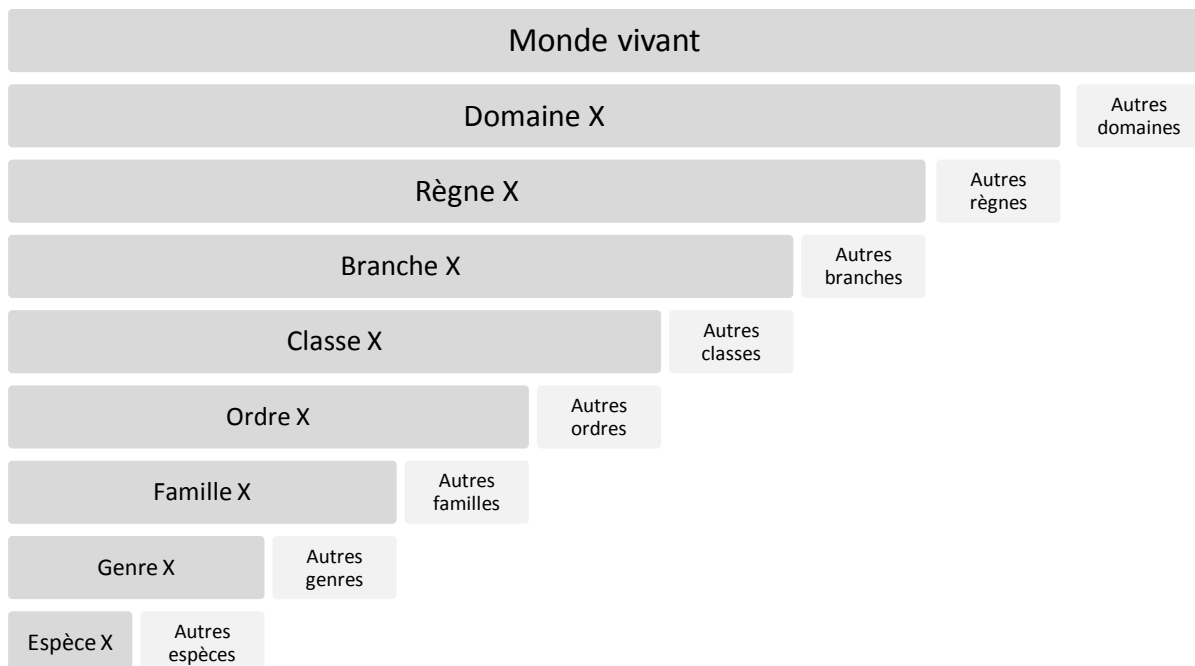 Monde vivant
Domaine X
Autres
domaines
Règne X
Autres
règnes
Branche X
Autres
branches
Classe X
Autres
classes
Ordre X
Autres
ordres
Famille X
Autres
familles
Genre X
Autres
genres
Espèce X
Autres
espèces